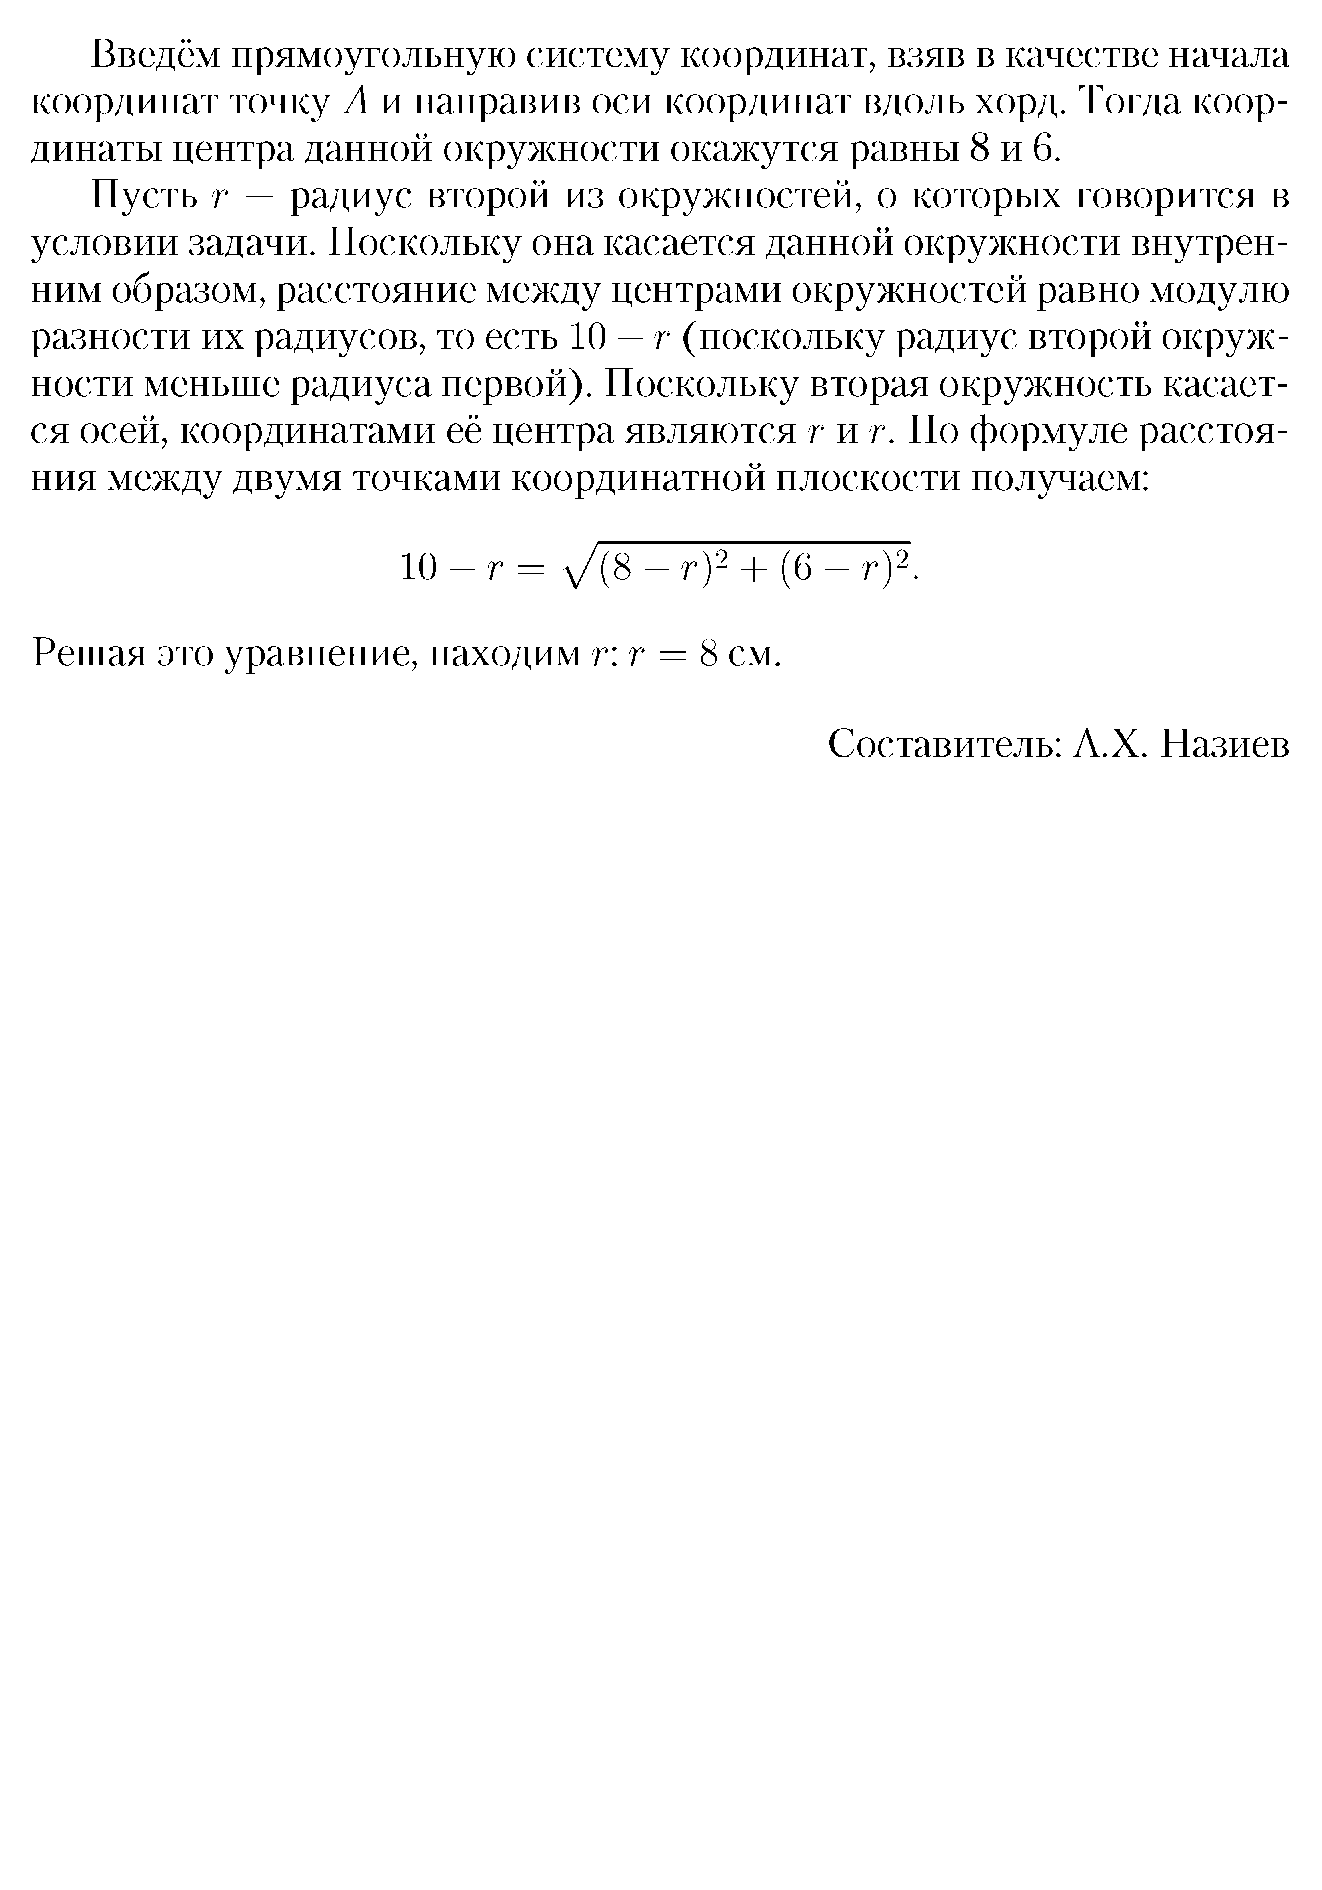 Введём прямоугольную систему координат, взяв в качестве начала
координат точку A и направив оси координат вдоль хорд. Тогда коор-
динаты центра данной окружности окажутся равны 8 и 6.
Пусть r — радиус второй из окружностей, о которых говорится в
условии задачи. Поскольку она касается данной окружности внутрен-
ним образом, расстояние между центрами окружностей равно модулю
разности их радиусов, то есть 10 − r (поскольку радиус второй окруж-
ности меньше радиуса первой). Поскольку вторая окружность касает-
ся осей, координатами её центра являются r и r. По формуле расстоя-
ния между двумя точками координатной плоскости получаем:
10 − r = √(8 − r)² + (6 − r)².
Решая это уравнение, находим r: r = 8 см.
Составитель: А.Х. Назиев